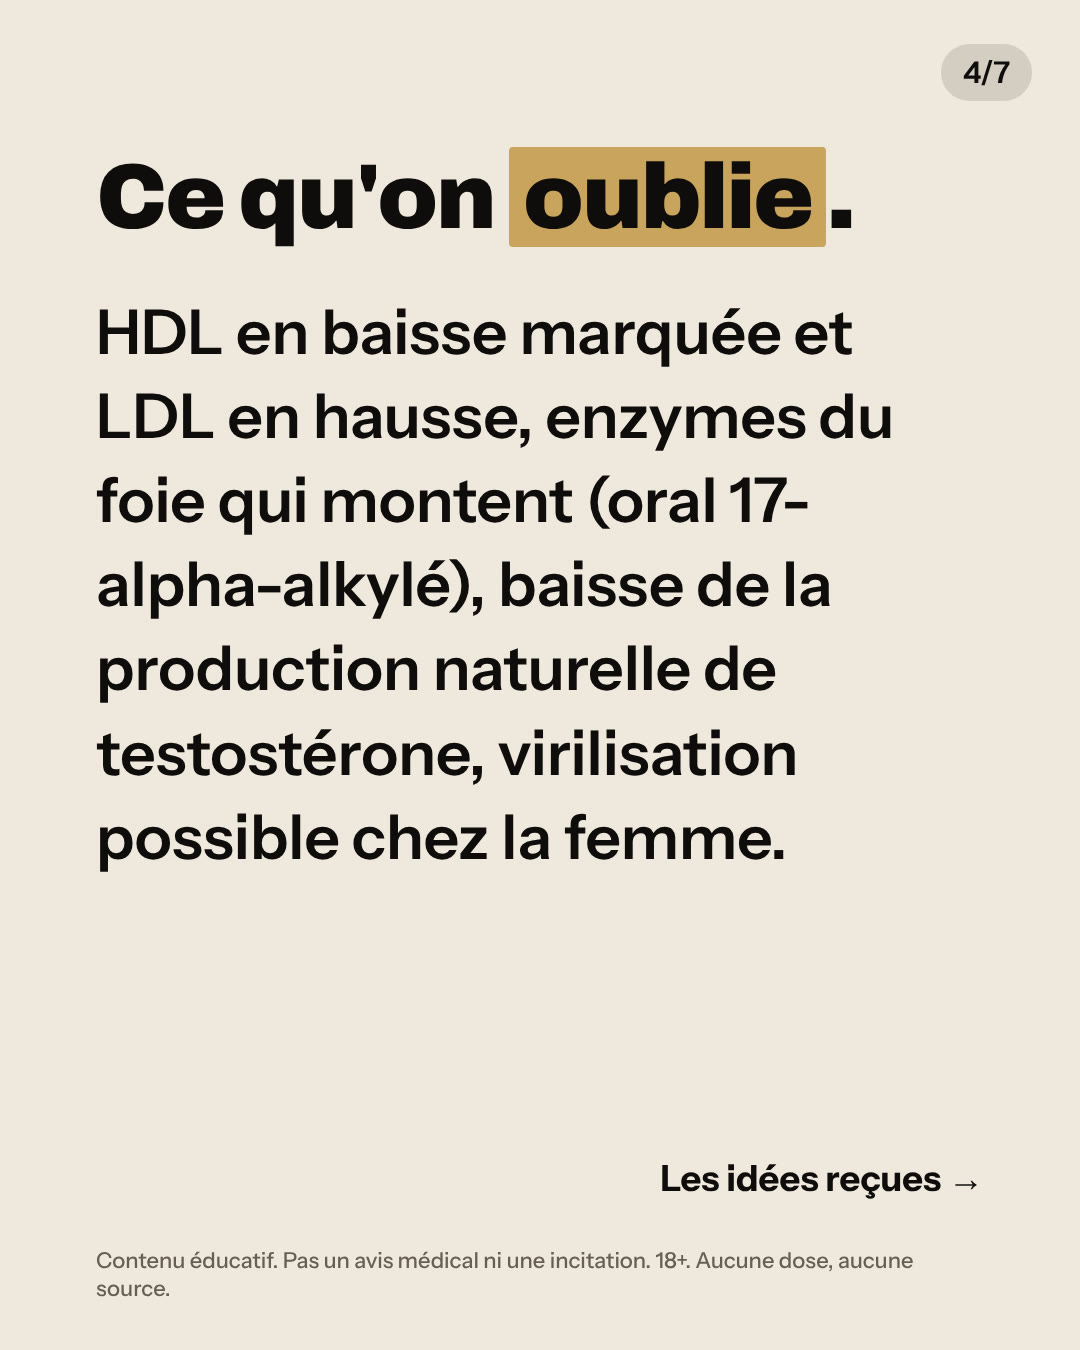 4/7
Ce qu'on oublie.
HDL en baisse marquée et
LDL en hausse, enzymes du
foie qui montent (oral 17-
alpha-alkylé), baisse de la
production naturelle de
testostérone, virilisation
possible chez la femme.
Les idées reçues →
Contenu éducatif. Pas un avis médical ni une incitation. 18+. Aucune dose, aucune
source.